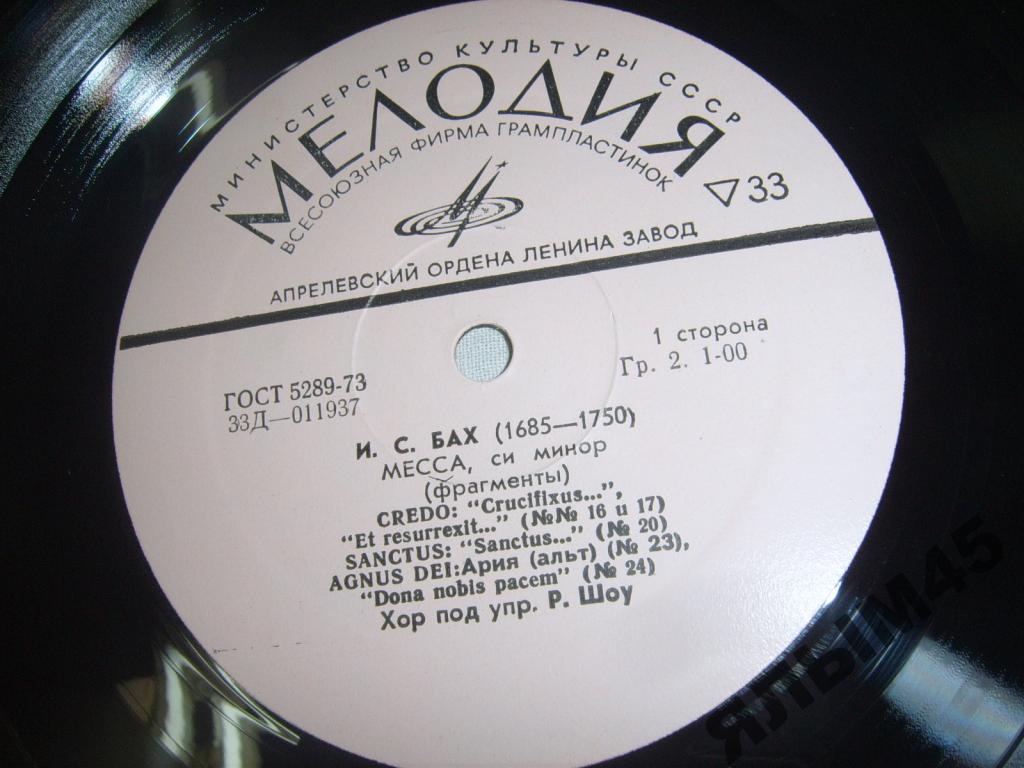 МИНИСТЕРСТВО КУЛЬТУРЫ СССР
МЕЛОДИЯ
ВСЕСОЮЗНАЯ ФИРМА ГРАМПЛАСТИНОК
▽33
АПРЕЛЕВСКИЙ ОРДЕНА ЛЕНИНА ЗАВОД
1 сторона
Гр. 2. 1-00
ГОСТ 5289-73
33Д—011937
И. С. БАХ (1685—1750)
МЕССА, си минор
(фрагменты)
CREDO: "Crucifixus...",
"Et resurrexit..." (№№ 16 и 17)
SANCTUS: "Sanctus..." (№ 20)
AGNUS DEI: Ария (альт) (№ 23),
"Dona nobis pacem" (№ 24)
Хор под упр. Р. Шоу
ЯЛЫМ45